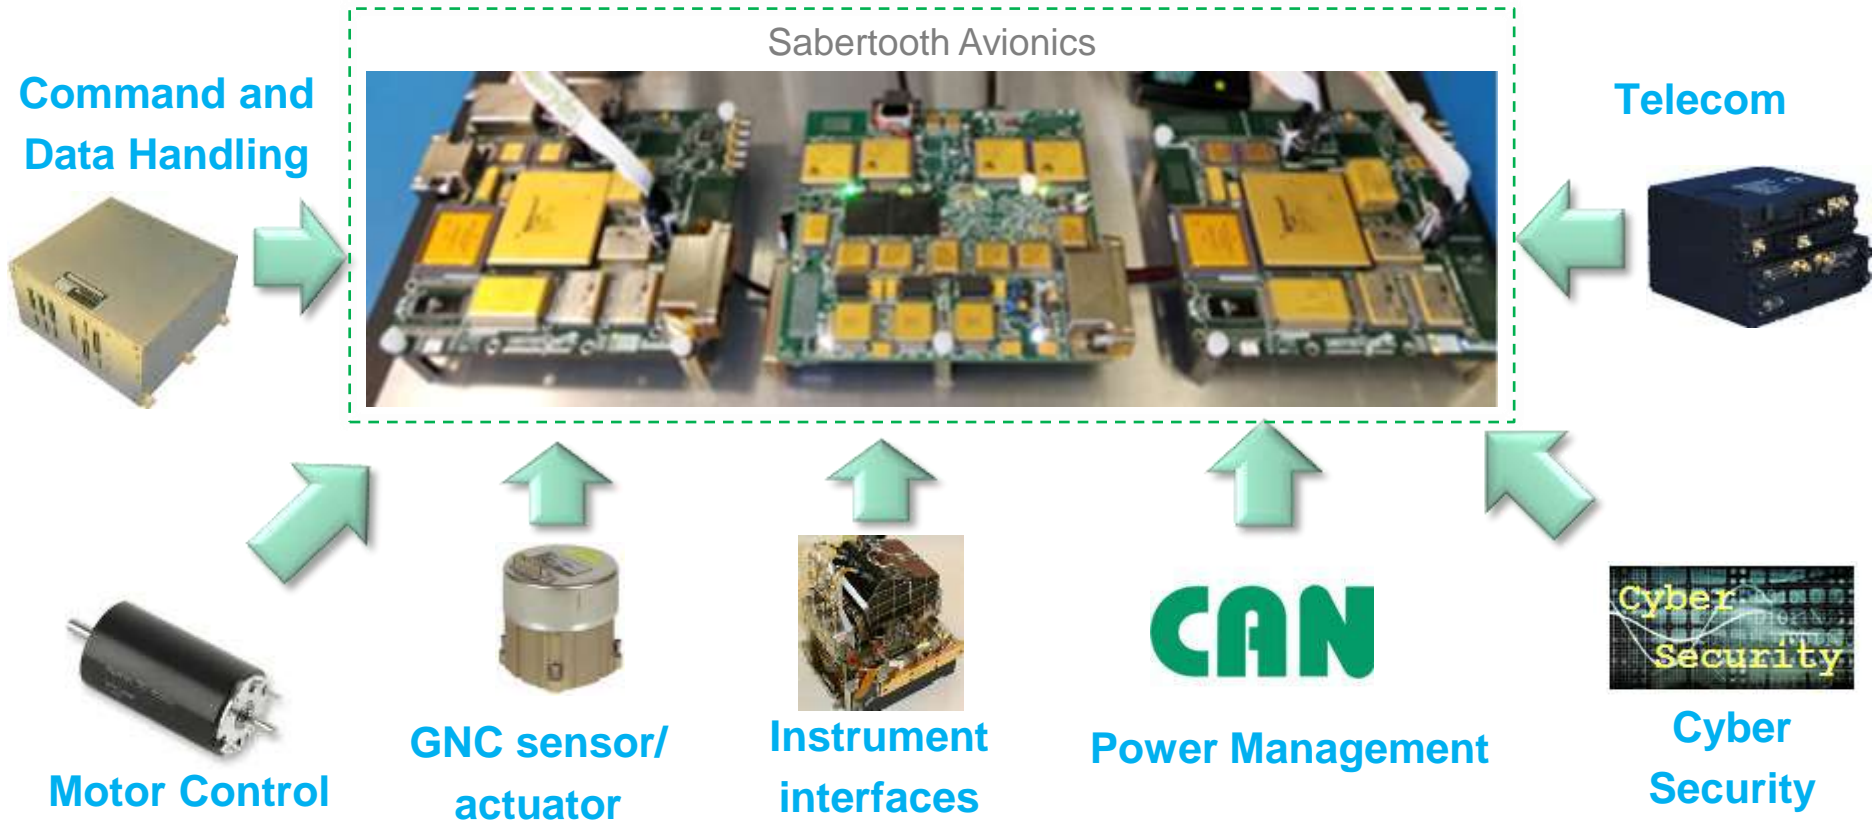 Sabertooth Avionics
Command and
Data Handling
Telecom
CAN
Cyber
Security
Motor Control
GNC sensor/
actuator
Instrument
interfaces
Power Management
Cyber
Security